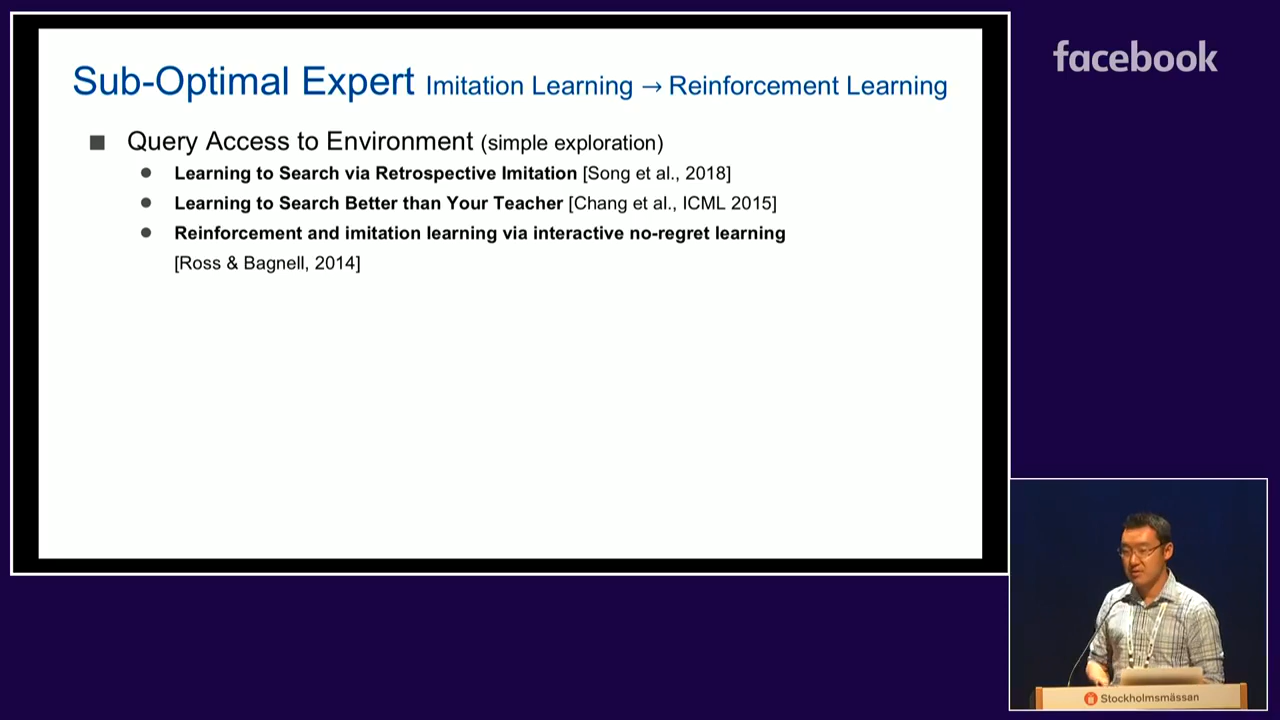 Sub-Optimal Expert Imitation Learning → Reinforcement Learning
Query Access to Environment (simple exploration)
Learning to Search via Retrospective Imitation [Song et al., 2018]
Learning to Search Better than Your Teacher [Chang et al., ICML 2015]
Reinforcement and imitation learning via interactive no-regret learning
[Ross & Bagnell, 2014]
facebook
Stockholmsmässan